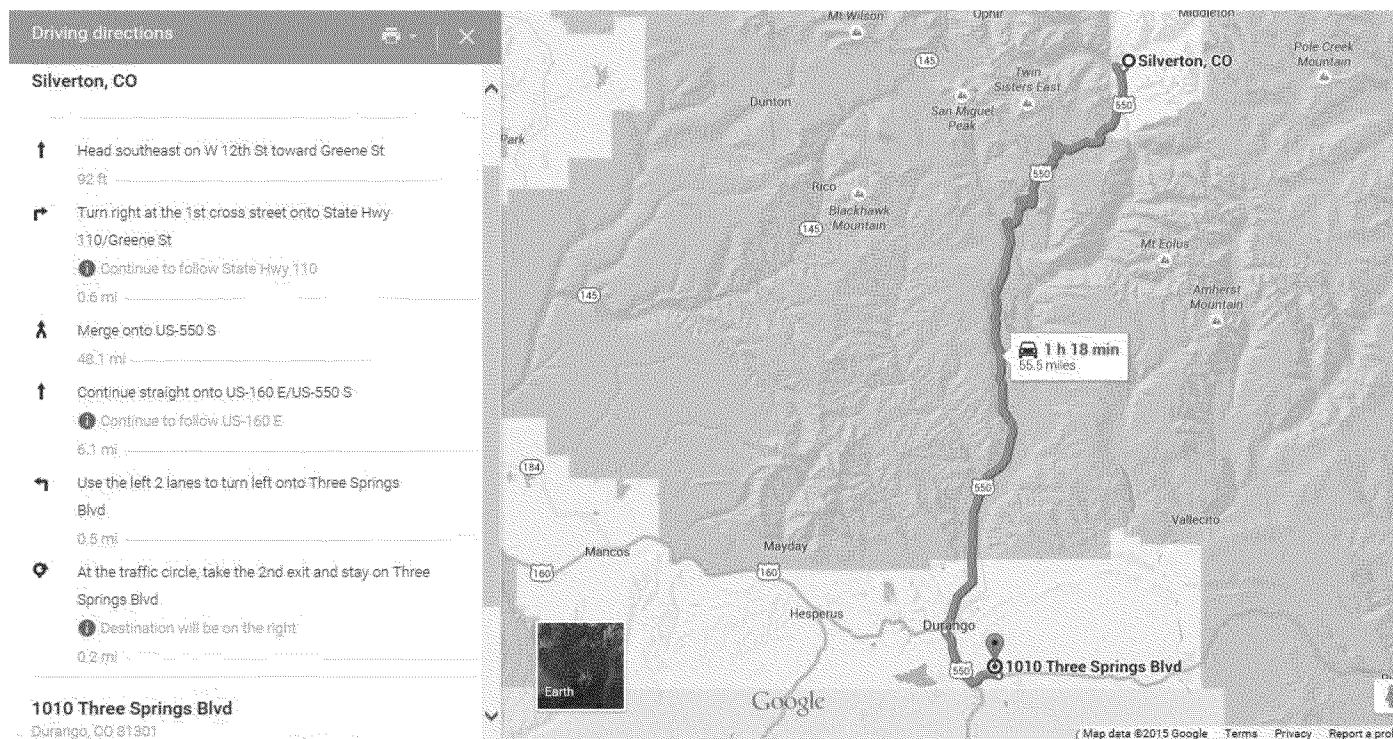 Driving directions
Silverton, CO
Head southeast on W 12th St toward Greene St
92 ft
Turn right at the 1st cross street onto State Hwy
110/Greene St
Continue to follow State Hwy 110
0.6 mi
Merge onto US-550 S
48.1 mi
Continue straight onto US-160 E/US-550 S
Continue to follow US-160 E
6.1 mi
Use the left 2 lanes to turn left onto Three Springs
Blvd
0.5 mi
At the traffic circle, take the 2nd exit and stay on Three
Springs Blvd
Destination will be on the right
0.2 mi
1010 Three Springs Blvd
Durango, CO 81301
Mt Wilson
Ophir
Middleton
145
Silverton, CO
Pole Creek
Mountain
Twin
Sisters East
Dunton
550
San Miguel
Peak
Park
550
Rico
Blackhawk
Mountain
145
Mt Eolus
145
Amherst
Mountain
1 h 18 min
55.5 miles
184
550
Vallecito
Mancos
Mayday
160
160
Hesperus
Durango
550
1010 Three Springs Blvd
Earth
Google
Map data ©2015 Google
Terms
Privacy
Report a pro